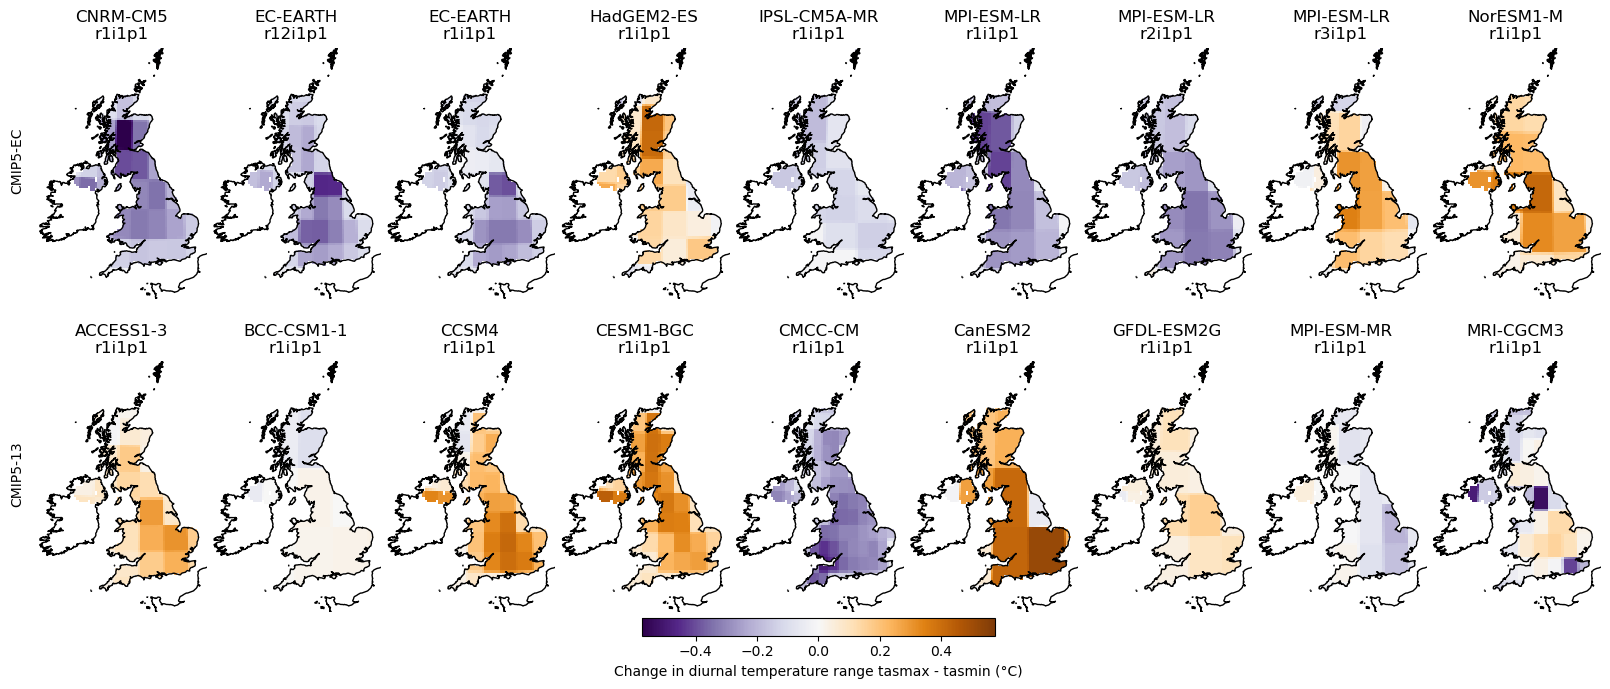 CNRM-CM5
r1i1p1
EC-EARTH
r12i1p1
EC-EARTH
r1i1p1
HadGEM2-ES
r1i1p1
IPSL-CM5A-MR
r1i1p1
MPI-ESM-LR
r1i1p1
MPI-ESM-LR
r2i1p1
MPI-ESM-LR
r3i1p1
NorESM1-M
r1i1p1
CMIP5-EC
ACCESS1-3
r1i1p1
BCC-CSM1-1
r1i1p1
CCSM4
r1i1p1
CESM1-BGC
r1i1p1
CMCC-CM
r1i1p1
CanESM2
r1i1p1
GFDL-ESM2G
r1i1p1
MPI-ESM-MR
r1i1p1
MRI-CGCM3
r1i1p1
CMIP5-13
−0.4 −0.2 0.0 0.2 0.4
Change in diurnal temperature range tasmax - tasmin (°C)